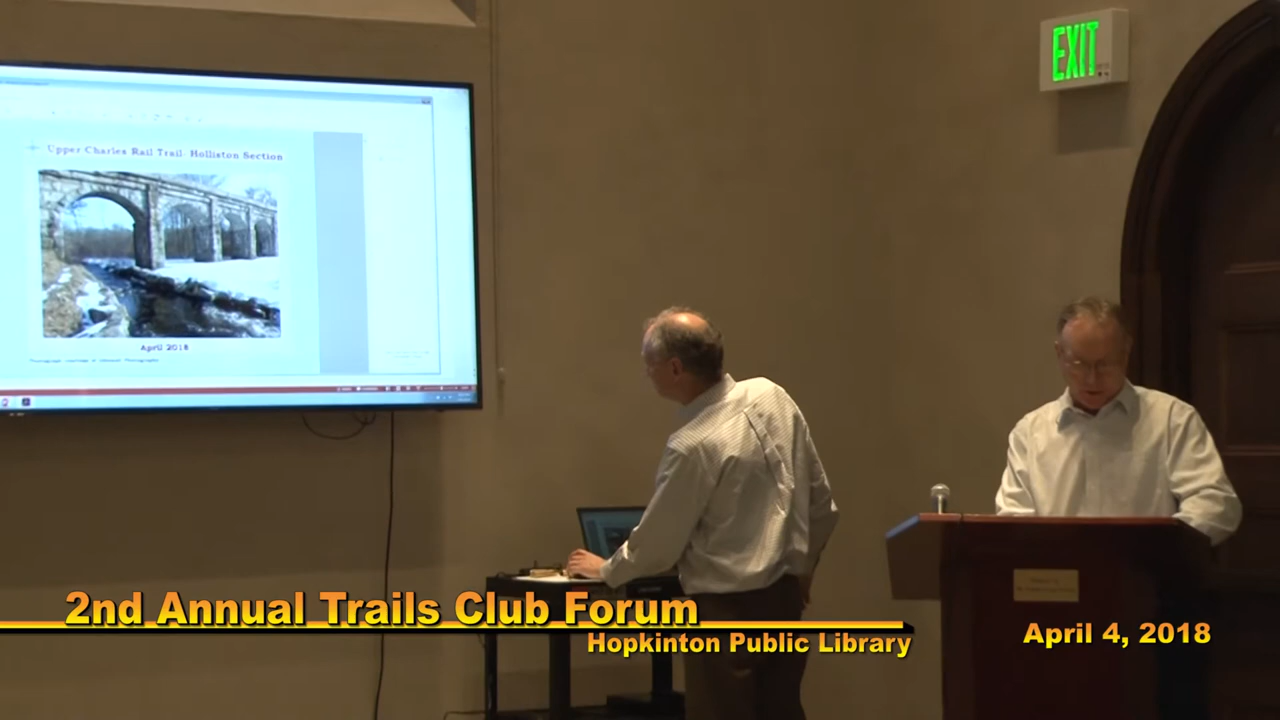 EXIT
Upper Charles Rail Trail- Holliston Section
April 2018
2nd Annual Trails Club Forum
Hopkinton Public Library
April 4, 2018